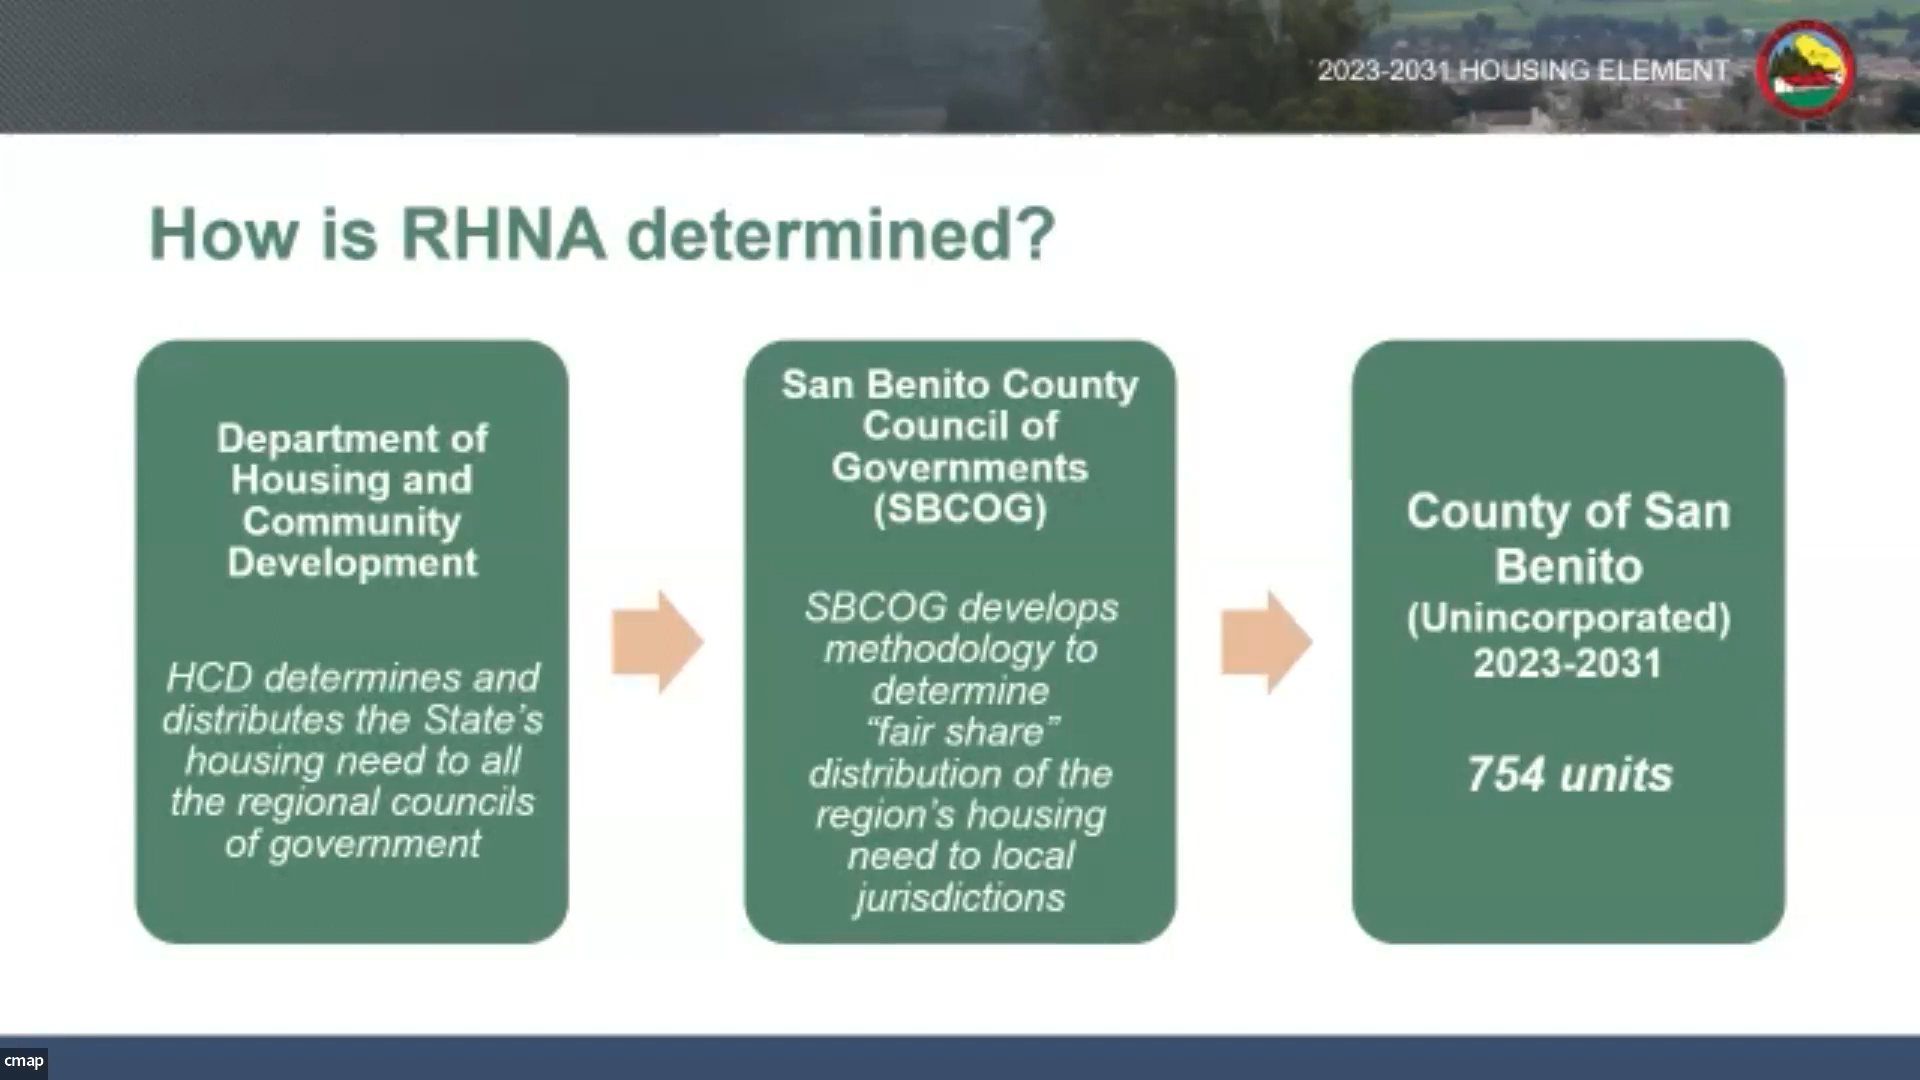 2023-2031 HOUSING ELEMENT
How is RHNA determined?
Department of
Housing and
Community
Development
HCD determines and
distributes the State’s
housing need to all
the regional councils
of government
San Benito County
Council of
Governments
(SBCOG)
SBCOG develops
methodology to
determine
“fair share”
distribution of the
region’s housing
need to local
jurisdictions
County of San
Benito
(Unincorporated)
2023-2031
754 units
cmap